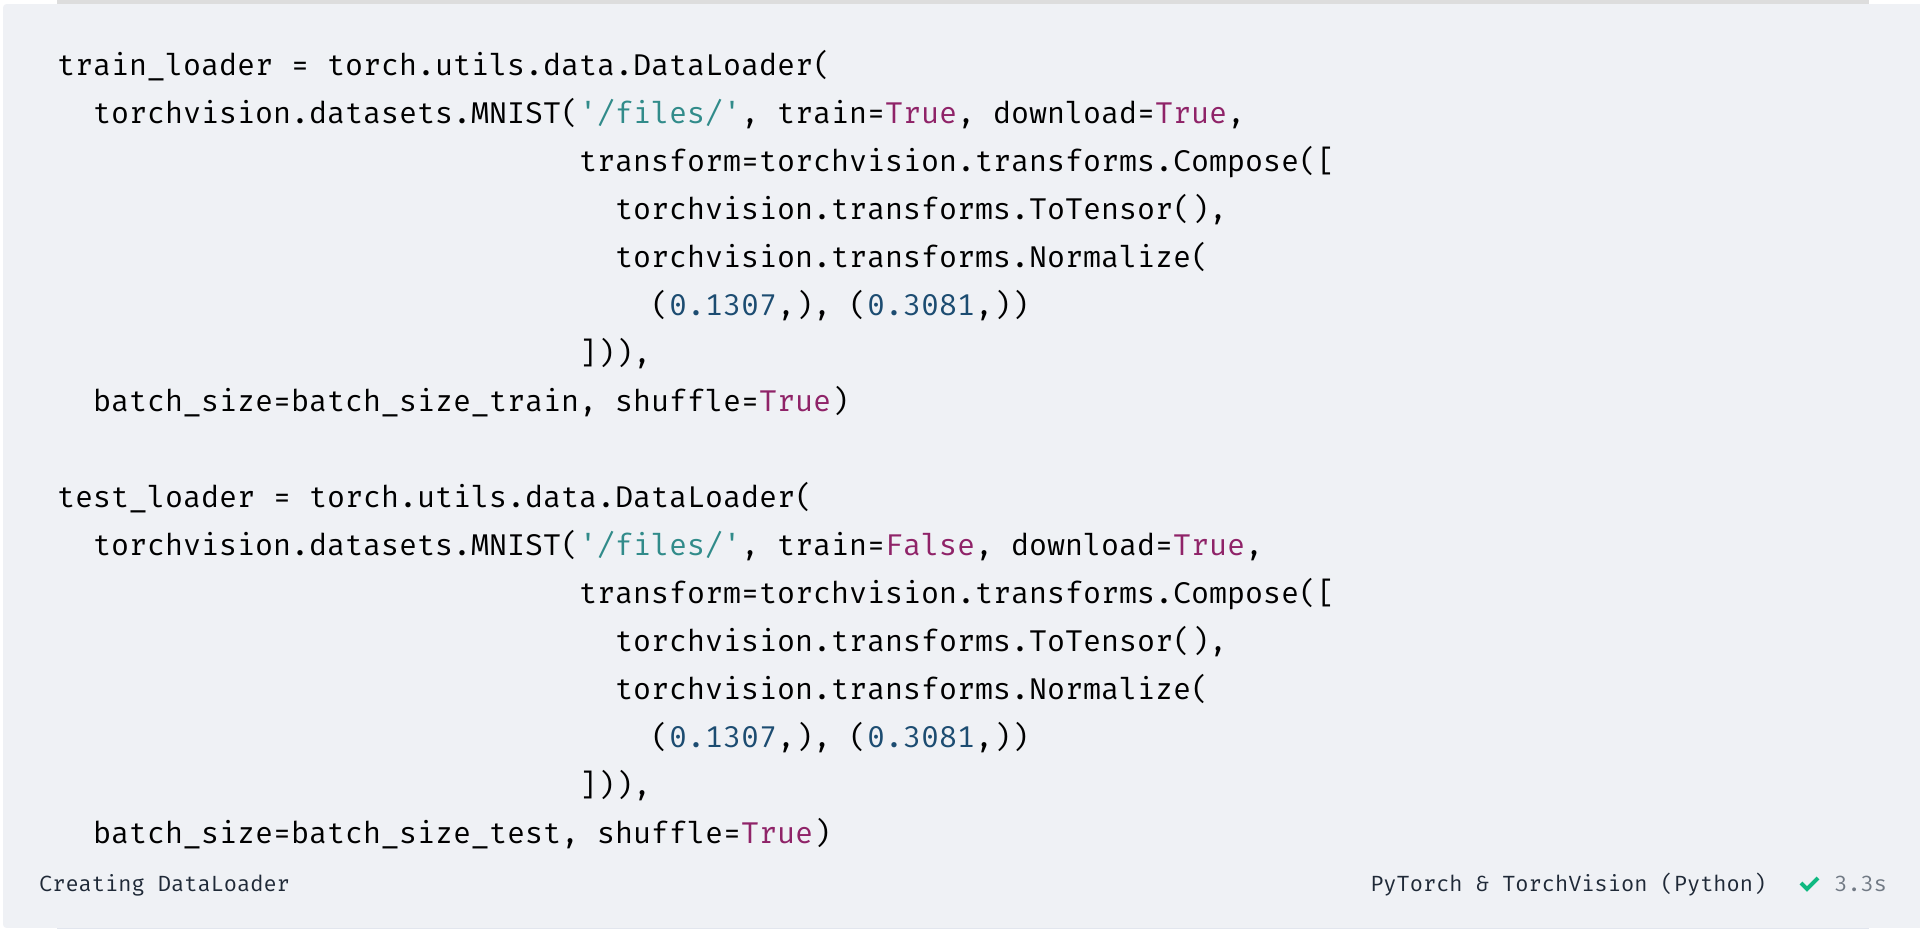 train_loader = torch.utils.data.DataLoader(
  torchvision.datasets.MNIST('/files/', train=True, download=True,
                             transform=torchvision.transforms.Compose([
                               torchvision.transforms.ToTensor(),
                               torchvision.transforms.Normalize(
                                 (0.1307,), (0.3081,))
                             ])),
  batch_size=batch_size_train, shuffle=True)

test_loader = torch.utils.data.DataLoader(
  torchvision.datasets.MNIST('/files/', train=False, download=True,
                             transform=torchvision.transforms.Compose([
                               torchvision.transforms.ToTensor(),
                               torchvision.transforms.Normalize(
                                 (0.1307,), (0.3081,))
                             ])),
  batch_size=batch_size_test, shuffle=True)
Creating DataLoader PyTorch & TorchVision (Python) ✓ 3.3s